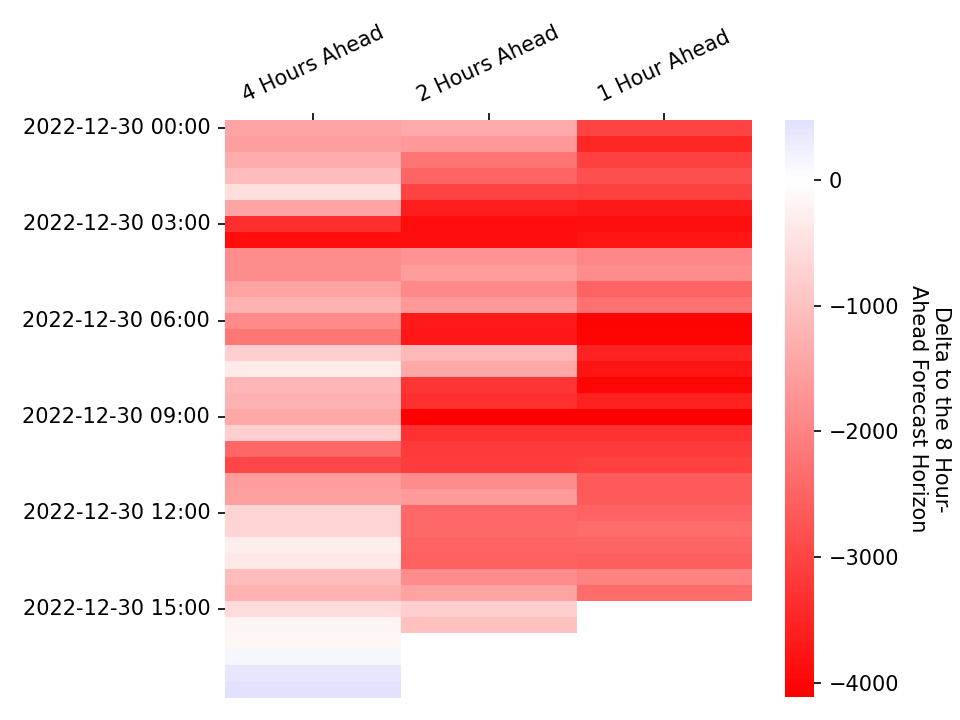 4 Hours Ahead
2 Hours Ahead
1 Hour Ahead
2022-12-30 00:00
2022-12-30 03:00
2022-12-30 06:00
2022-12-30 09:00
2022-12-30 12:00
2022-12-30 15:00
0
−1000
−2000
−3000
−4000
Delta to the 8 Hour-
Ahead Forecast Horizon